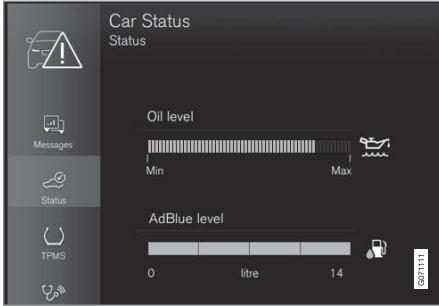 Car Status
Status
Messages
Status
TPMS
Oil level
Min Max
AdBlue level
0 litre 14
G071111